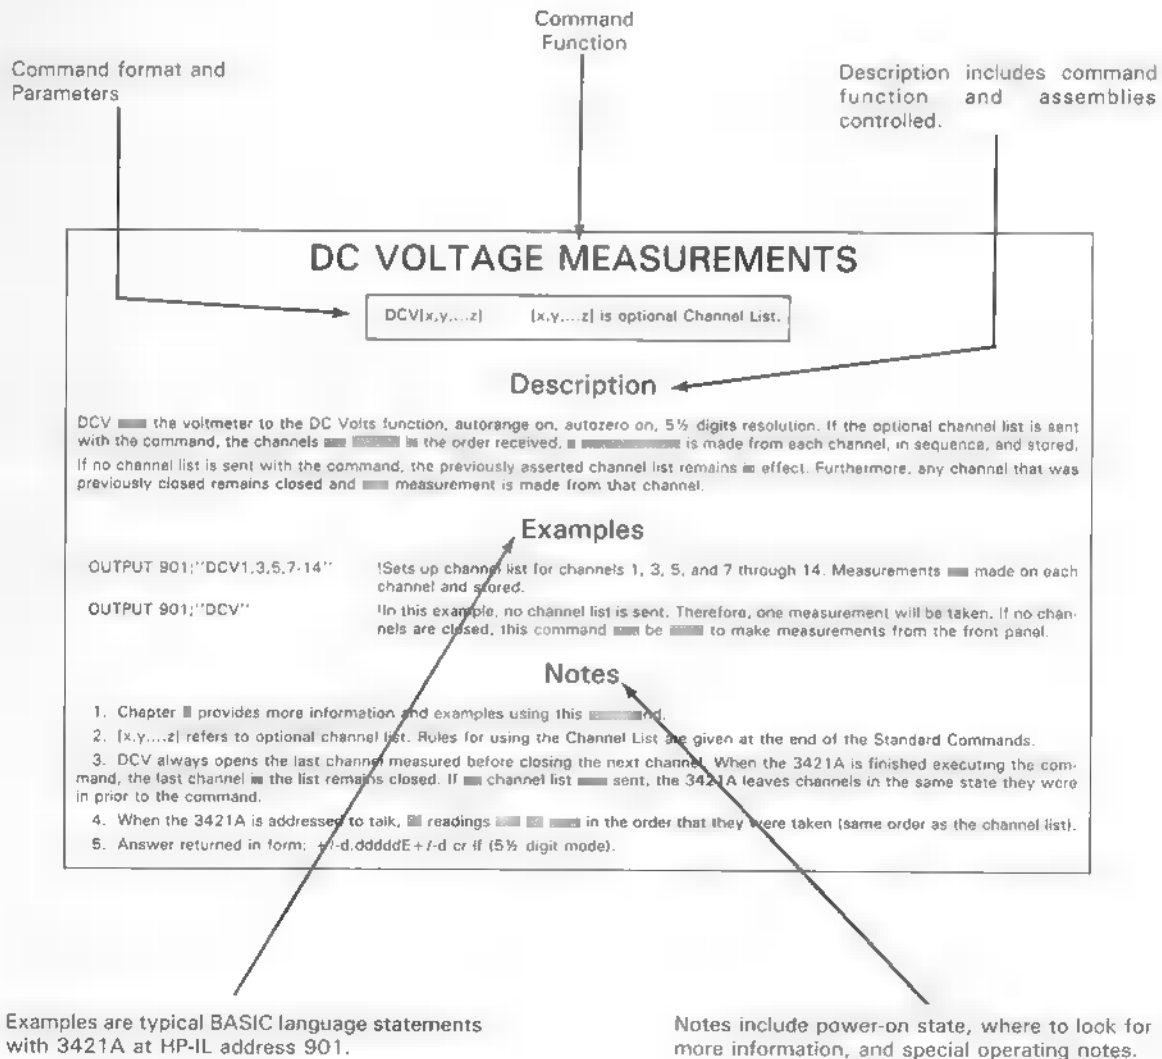 Command
Function
Command format and
Parameters
Description includes command
function and assemblies
controlled.
DC VOLTAGE MEASUREMENTS
DCV[x,y,...z] [x,y,...z] is optional Channel List.
Description
DCV the voltmeter to the DC Volts function, autorange on, autozero on, 5½ digits resolution. If the optional channel list is sent
with the command, the channels the order received. is made from each channel, in sequence, and stored.
If no channel list is sent with the command, the previously asserted channel list remains effect. Furthermore, any channel that was
previously closed remains closed and measurement is made from that channel.
Examples
OUTPUT 901;"DCV1,3,5,7-14" !Sets up channel list for channels 1, 3, 5, and 7 through 14. Measurements made on each
channel and stored.
OUTPUT 901;"DCV" !In this example, no channel list is sent. Therefore, one measurement will be taken. If no chan-
nels are closed, this command be to make measurements from the front panel.
Notes
1. Chapter provides more information and examples using this
2. [x,y,...z] refers to optional channel list. Rules for using the Channel List are given at the end of the Standard Commands.
3. DCV always opens the last channel measured before closing the next channel. When the 3421A is finished executing the com-
mand, the last channel the list remains closed. If channel list sent, the 3421A leaves channels in the same state they were
in prior to the command.
4. When the 3421A is addressed to talk, readings in the order that they were taken (same order as the channel list).
5. Answer returned in form: +/-d.dddddE+/-d cr lf (5½ digit mode).
Examples are typical BASIC language statements
with 3421A at HP-IL address 901.
Notes include power-on state, where to look for
more information, and special operating notes.